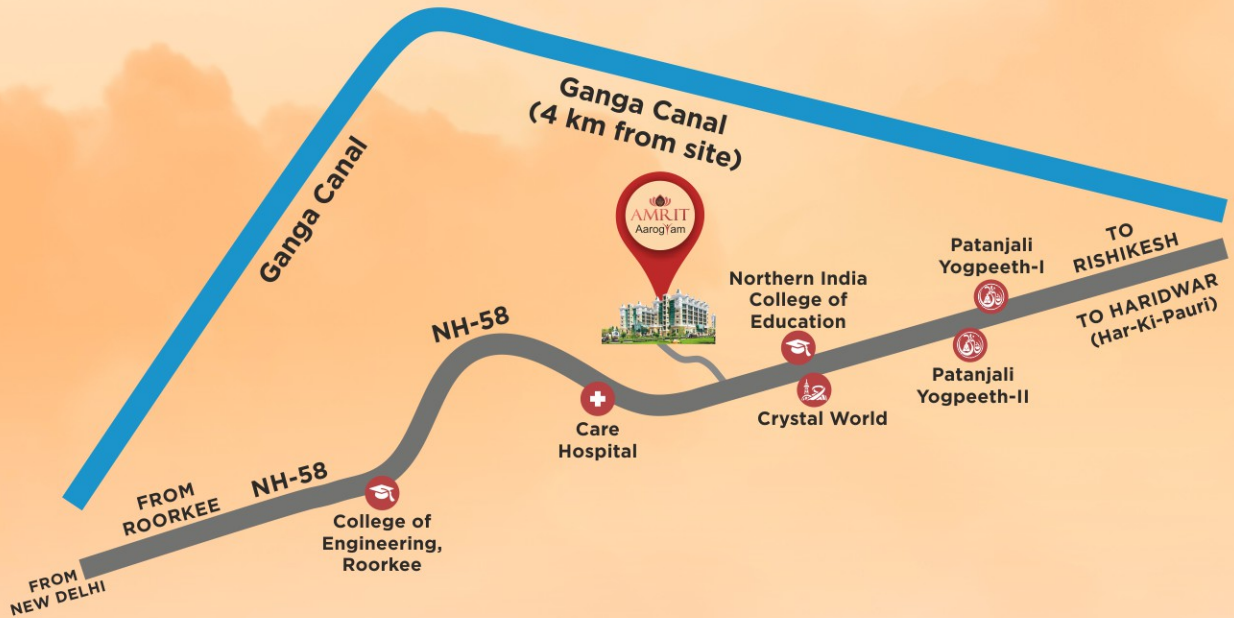 Ganga Canal
(4 km from site)
Ganga Canal
AMRIT
Aarogyam
Patanjali
Yogpeeth-I
TO
RISHIKESH
Northern India
College of
Education
TO HARIDWAR
(Har-Ki-Pauri)
NH-58
Patanjali
Yogpeeth-II
Crystal World
Care
Hospital
NH-58
FROM
ROORKEE
College of
Engineering,
Roorkee
FROM
NEW DELHI